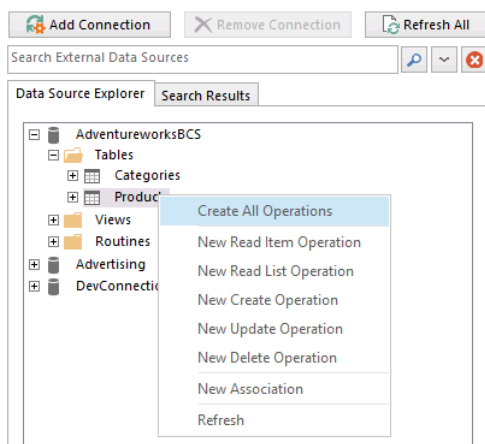 Add Connection Remove Connection Refresh All
Search External Data Sources
Data Source Explorer Search Results
AdventureworksBCS
Tables
Categories
Product
Create All Operations
Views
New Read Item Operation
Routines
Advertising
New Read List Operation
DevConnectio
New Create Operation
New Update Operation
New Delete Operation
New Association
Refresh